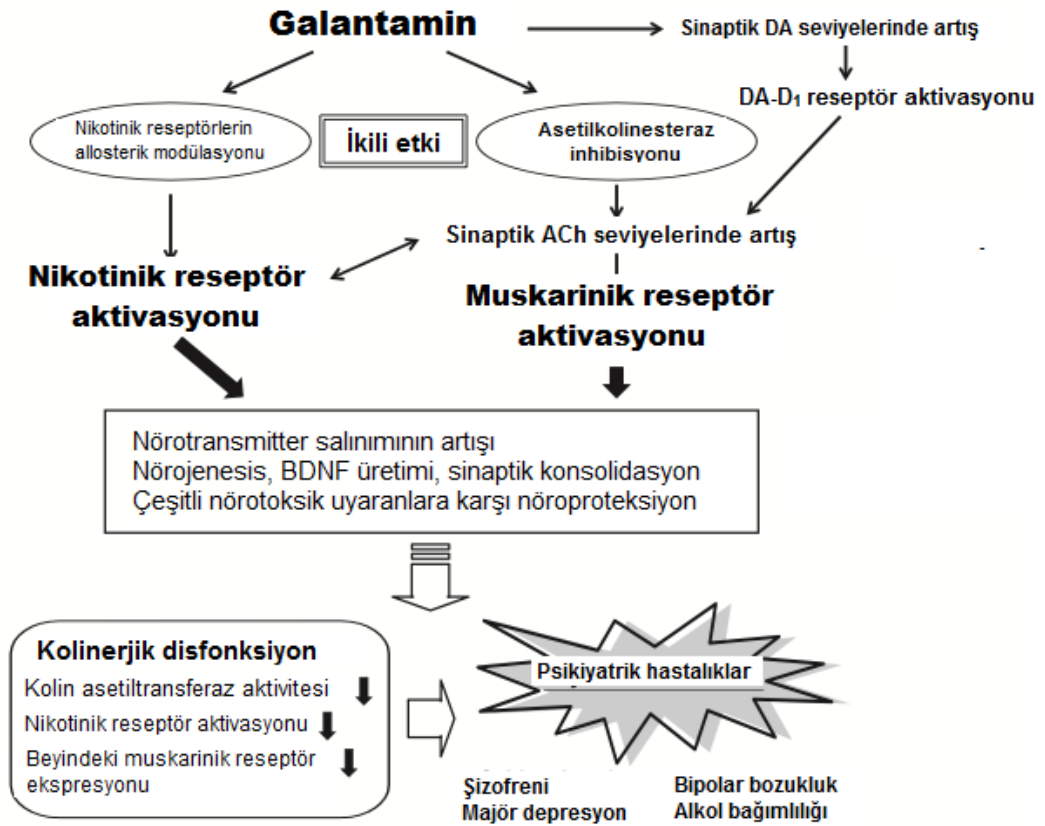 Galantamin
Sinaptik DA seviyelerinde artış
DA-D₁ reseptör aktivasyonu
Nikotinik reseptörlerin
allosterik modülasyonu
İkili etki
Asetilkolinesteraz
inhibisyonu
Sinaptik ACh seviyelerinde artış
Nikotinik reseptör
aktivasyonu
Muskarinik reseptör
aktivasyonu
Nörotransmitter salınımının artışı
Nörojenesis, BDNF üretimi, sinaptik konsolidasyon
Çeşitli nörotoksik uyaranlara karşı nöroproteksiyon
Kolinerjik disfonksiyon
Kolin asetiltransferaz aktivitesi
Nikotinik reseptör aktivasyonu
Beyindeki muskarinik reseptör
ekspresyonu
Psikiyatrik hastalıklar
Şizofreni
Majör depresyon
Bipolar bozukluk
Alkol bağımlılığı